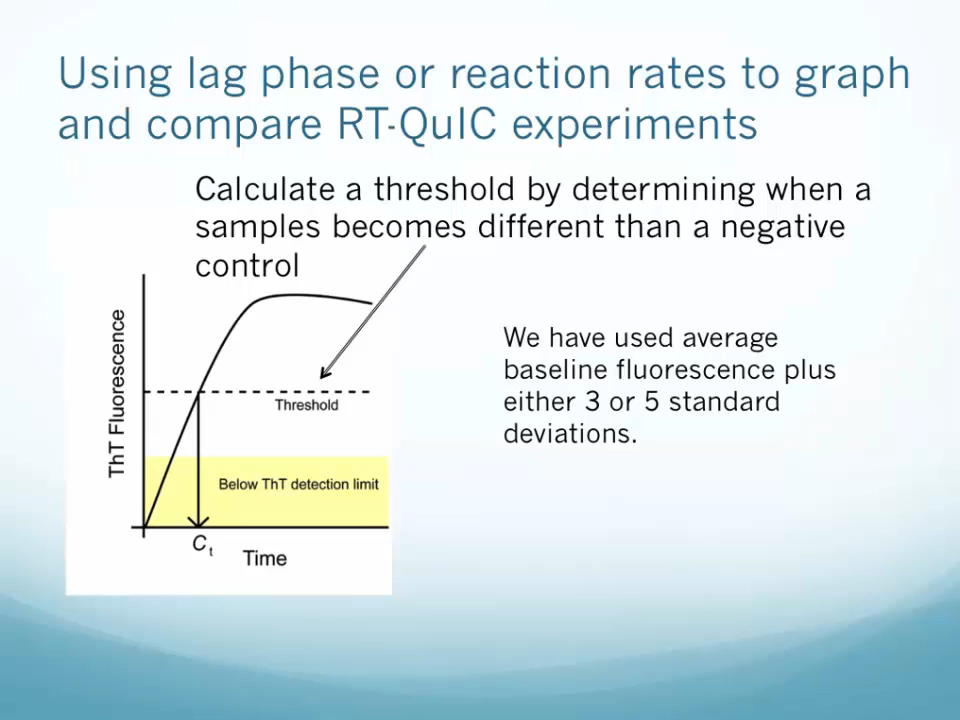 Using lag phase or reaction rates to graph
and compare RT-QuIC experiments
Calculate a threshold by determining when a
samples becomes different than a negative
control
We have used average
baseline fluorescence plus
either 3 or 5 standard
deviations.
ThT Fluorescence
Threshold
Below ThT detection limit
Ct
Time